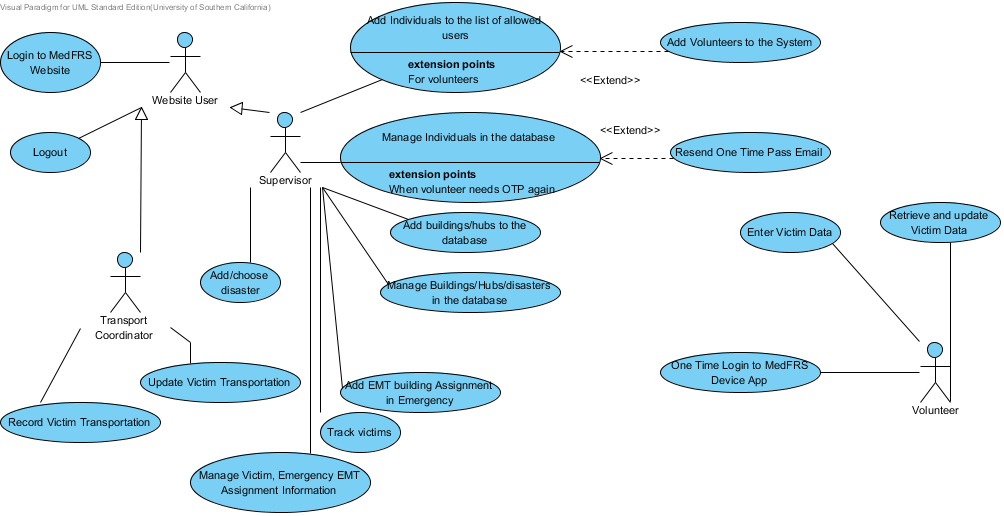 Visual Paradigm for UML Standard Edition(University of Southern California)
Login to MedFRS
Website
Website User
Logout
Add Individuals to the list of allowed
users
extension points
For volunteers
Add Volunteers to the System
<<Extend>>
Supervisor
Manage Individuals in the database
extension points
When volunteer needs OTP again
<<Extend>>
Resend One Time Pass Email
Add buildings/hubs to the
database
Enter Victim Data
Retrieve and update
Victim Data
Add/choose
disaster
Manage Buildings/Hubs/disasters
in the database
Transport
Coordinator
Update Victim Transportation
Record Victim Transportation
Add EMT building Assignment
in Emergency
Track victims
Manage Victim, Emergency EMT
Assignment Information
One Time Login to MedFRS
Device App
Volunteer